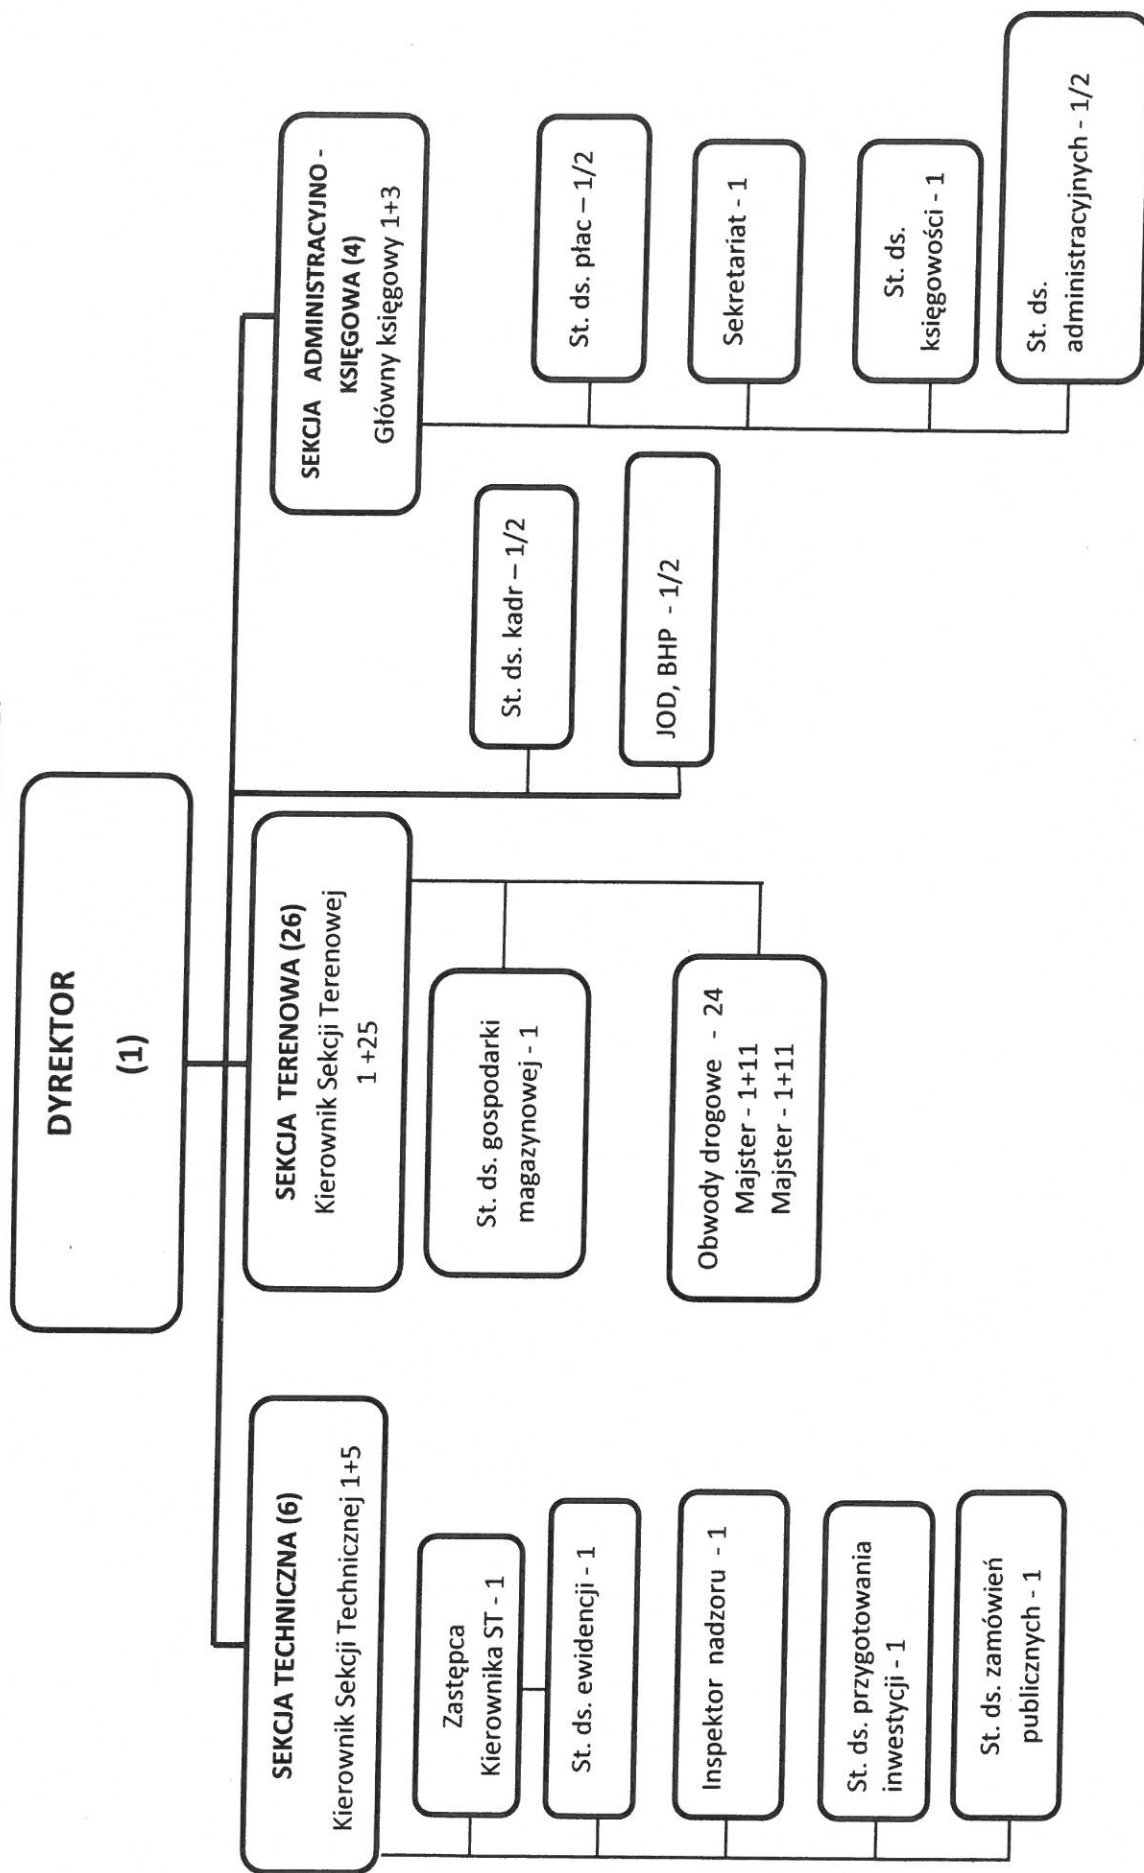 DYREKTOR
(1)
SEKCJA TECHNICZNA (6)
Kierownik Sekcji Technicznej 1+5
Zastępca
Kierownika ST - 1
St. ds. ewidencji - 1
Inspektor nadzoru - 1
St. ds. przygotowania
inwestycji - 1
St. ds. zamówień
publicznych - 1
SEKCJA TERENOWA (26)
Kierownik Sekcji Terenowej
1 +25
St. ds. gospodarki
magazynowej - 1
Obwody drogowe - 24
Majster - 1+11
Majster - 1+11
St. ds. kadr – 1/2
JOD, BHP - 1/2
SEKCJA ADMINISTRACYJNO -
KSIĘGOWA (4)
Główny księgowy 1+3
St. ds. płac – 1/2
Sekretariat - 1
St. ds.
księgowości - 1
St. ds.
administracyjnych - 1/2